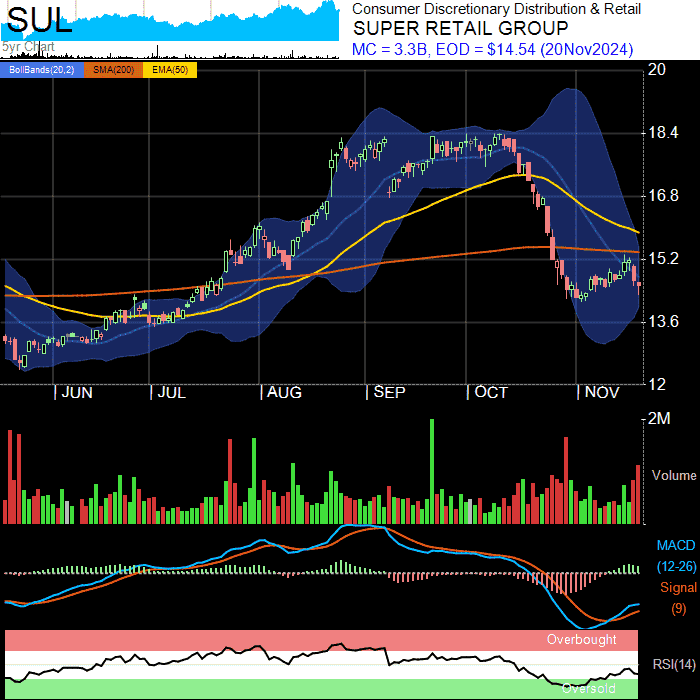 SUL
5yr Chart
Consumer Discretionary Distribution & Retail
SUPER RETAIL GROUP
MC = 3.3B, EOD = $14.54 (20Nov2024)
BollBands(20,2) SMA(200) EMA(50)
20
18.4
16.8
15.2
13.6
12
| JUN | JUL | AUG | SEP | OCT | NOV
2M
Volume
MACD
(12-26)
Signal
(9)
Overbought
RSI(14)
Oversold